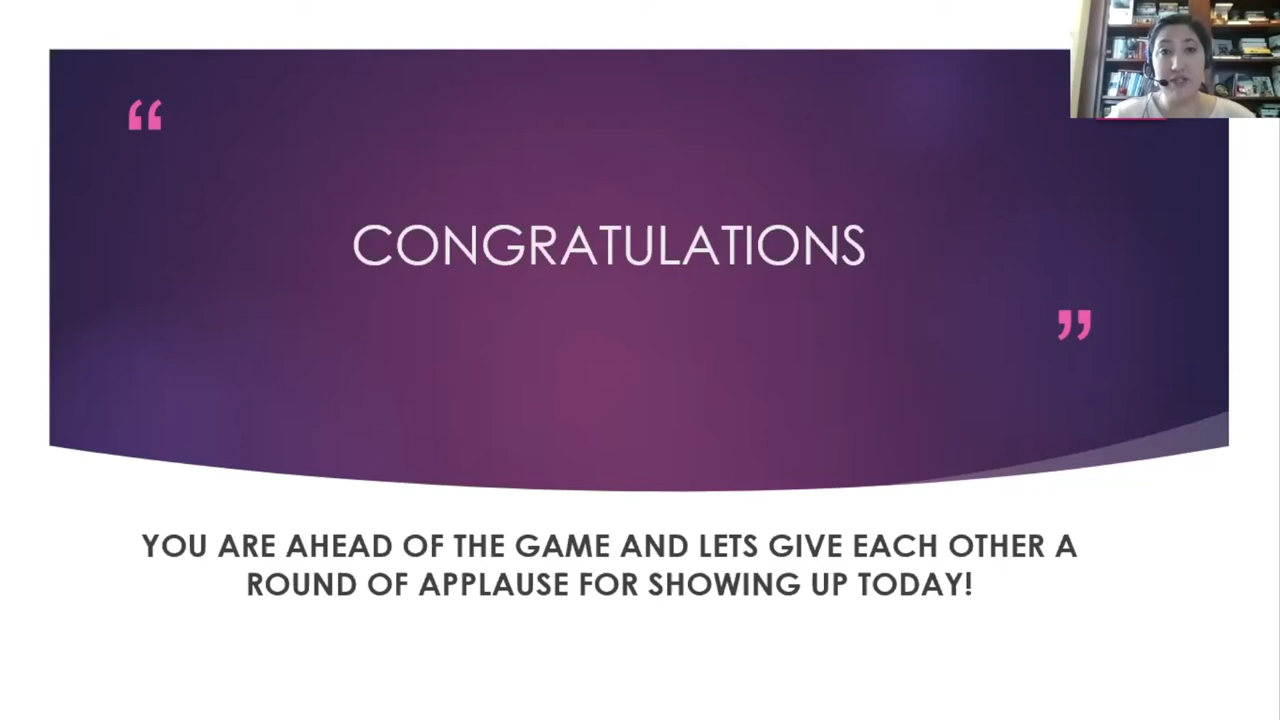 “
CONGRATULATIONS
”
YOU ARE AHEAD OF THE GAME AND LETS GIVE EACH OTHER A
ROUND OF APPLAUSE FOR SHOWING UP TODAY!